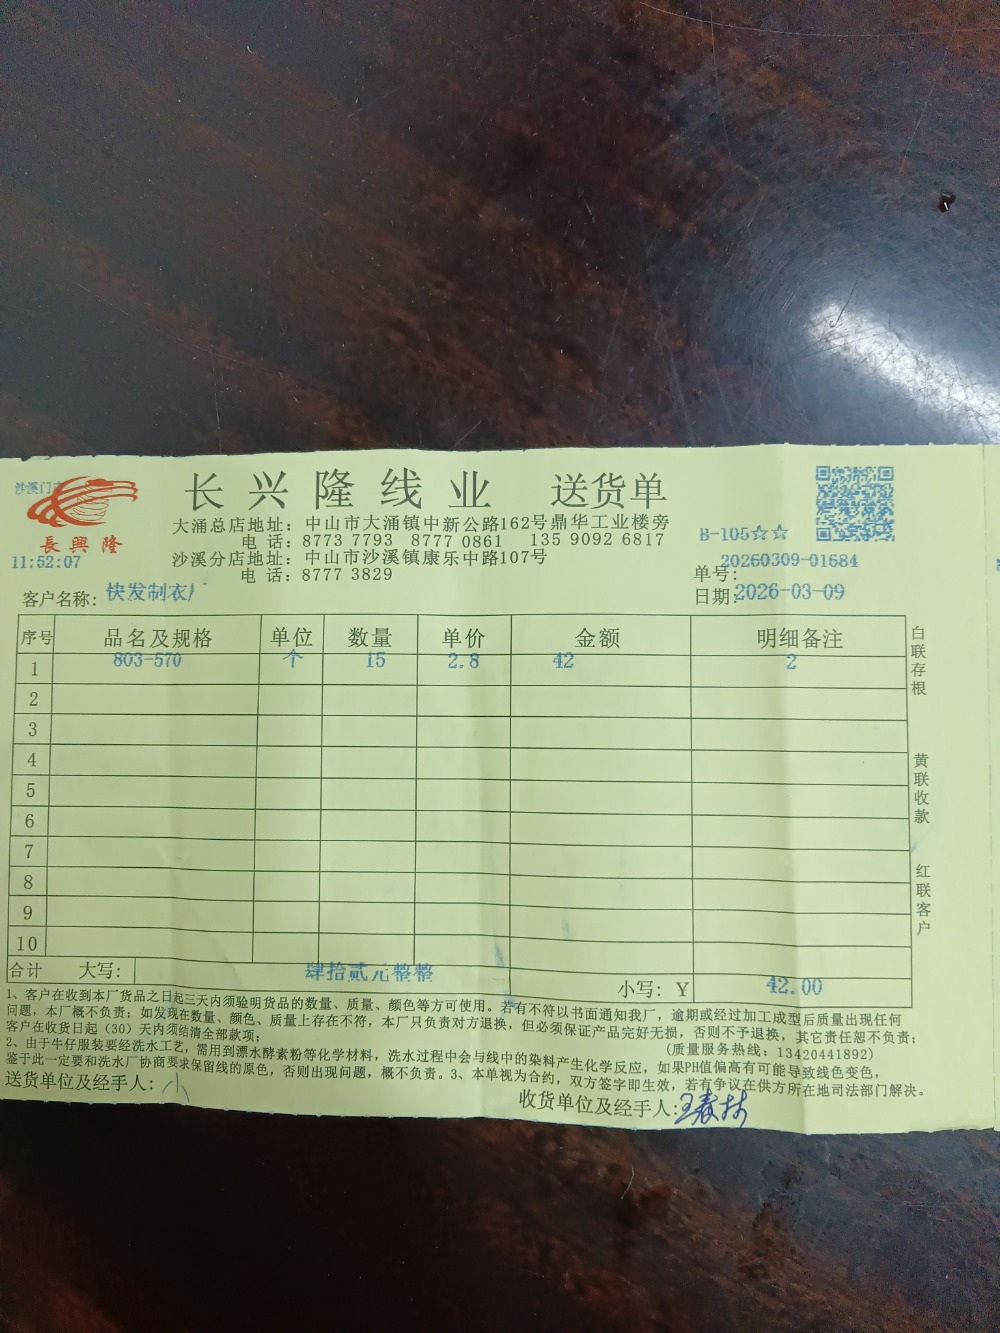 沙溪门
長興隆
11:52:07
长兴隆线业 送货单
大涌总店地址：中山市大涌镇中新公路162号鼎华工业楼旁
电 话：8773 7793 8777 0861 135 9092 6817
沙溪分店地址：中山市沙溪镇康乐中路107号
电 话：8777 3829
B-105☆☆
单号：20260309-01684
客户名称：快发制衣厂
日期：2026-03-09
序号 品名及规格 单位 数量 单价 金额 明细备注
1 803-570 个 15 2.8 42 2
2
3
4
5
6
7
8
9
10
合计 大写： 肆拾贰元整整
小写：Y 42.00
白联存根
黄联收款
红联客户
1、客户在收到本厂货品之日起三天内须验明货品的数量、质量、颜色等方可使用。若有不符以书面通知我厂，逾期或经过加工成型后质量出现任何
问题，本厂概不负责；如发现在数量、颜色、质量上存在不符，本厂只负责对方退换，但必须保证产品完好无损，否则不予退换，其它责任恕不负责；
客户在收货日起（30）天内须结清全部款项；
(质量服务热线：13420441892)
2、由于牛仔服装要经洗水工艺，需用到漂水酵素粉等化学材料，洗水过程中会与线中的染料产生化学反应，如果PH值偏高有可能导致线色变色，
鉴于此一定要和洗水厂协商要求保留线的原色，否则出现问题，概不负责。3、本单视为合约，双方签字即生效，若有争议在供方所在地司法部门解决。
送货单位及经手人：小
收货单位及经手人：王春林